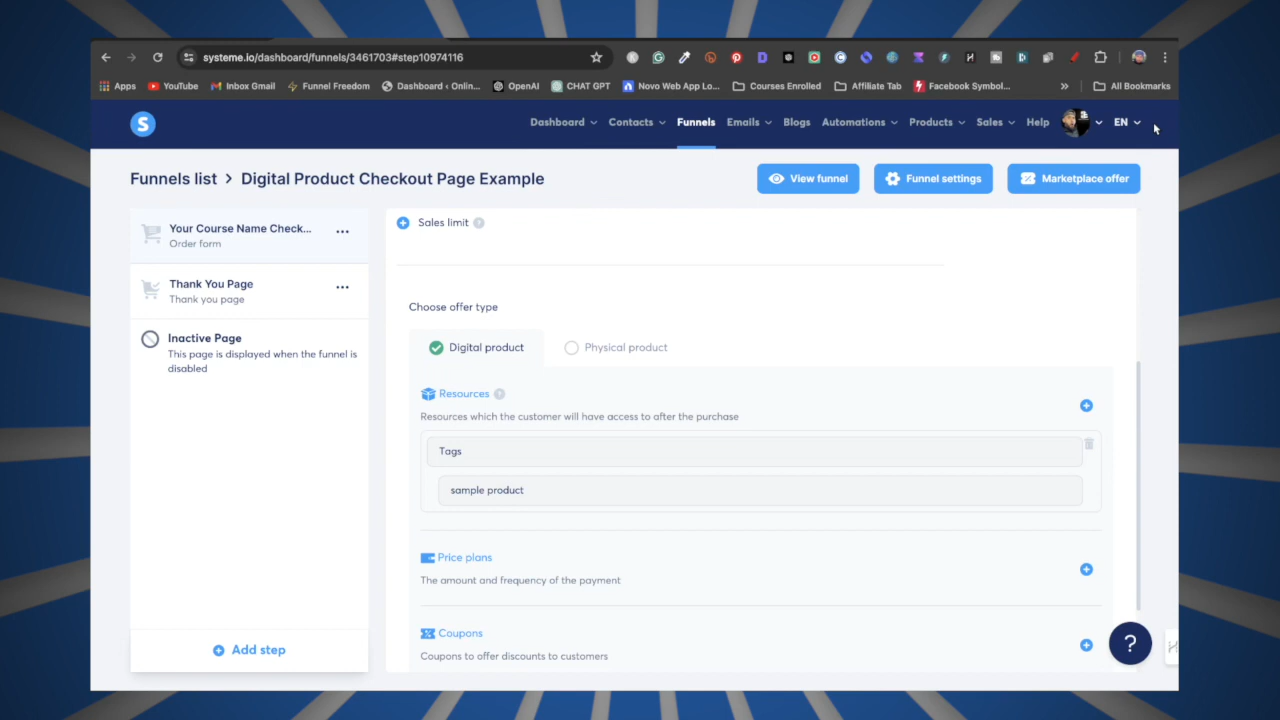 systeme.io/dashboard/funnels/3461703#step10974116
Apps YouTube Inbox Gmail Funnel Freedom Dashboard ‹ Onlin... OpenAI CHAT GPT Novo Web App Lo... Courses Enrolled Affiliate Tab Facebook Symbol... » All Bookmarks
S Dashboard Contacts Funnels Emails Blogs Automations Products Sales Help EN
Funnels list > Digital Product Checkout Page Example
View funnel Funnel settings Marketplace offer
Your Course Name Check...
Order form
Thank You Page
Thank you page
Inactive Page
This page is displayed when the funnel is
disabled
Add step
Sales limit ?
Choose offer type
Digital product Physical product
Resources ?
Resources which the customer will have access to after the purchase
Tags
sample product
Price plans
The amount and frequency of the payment
Coupons
Coupons to offer discounts to customers
?